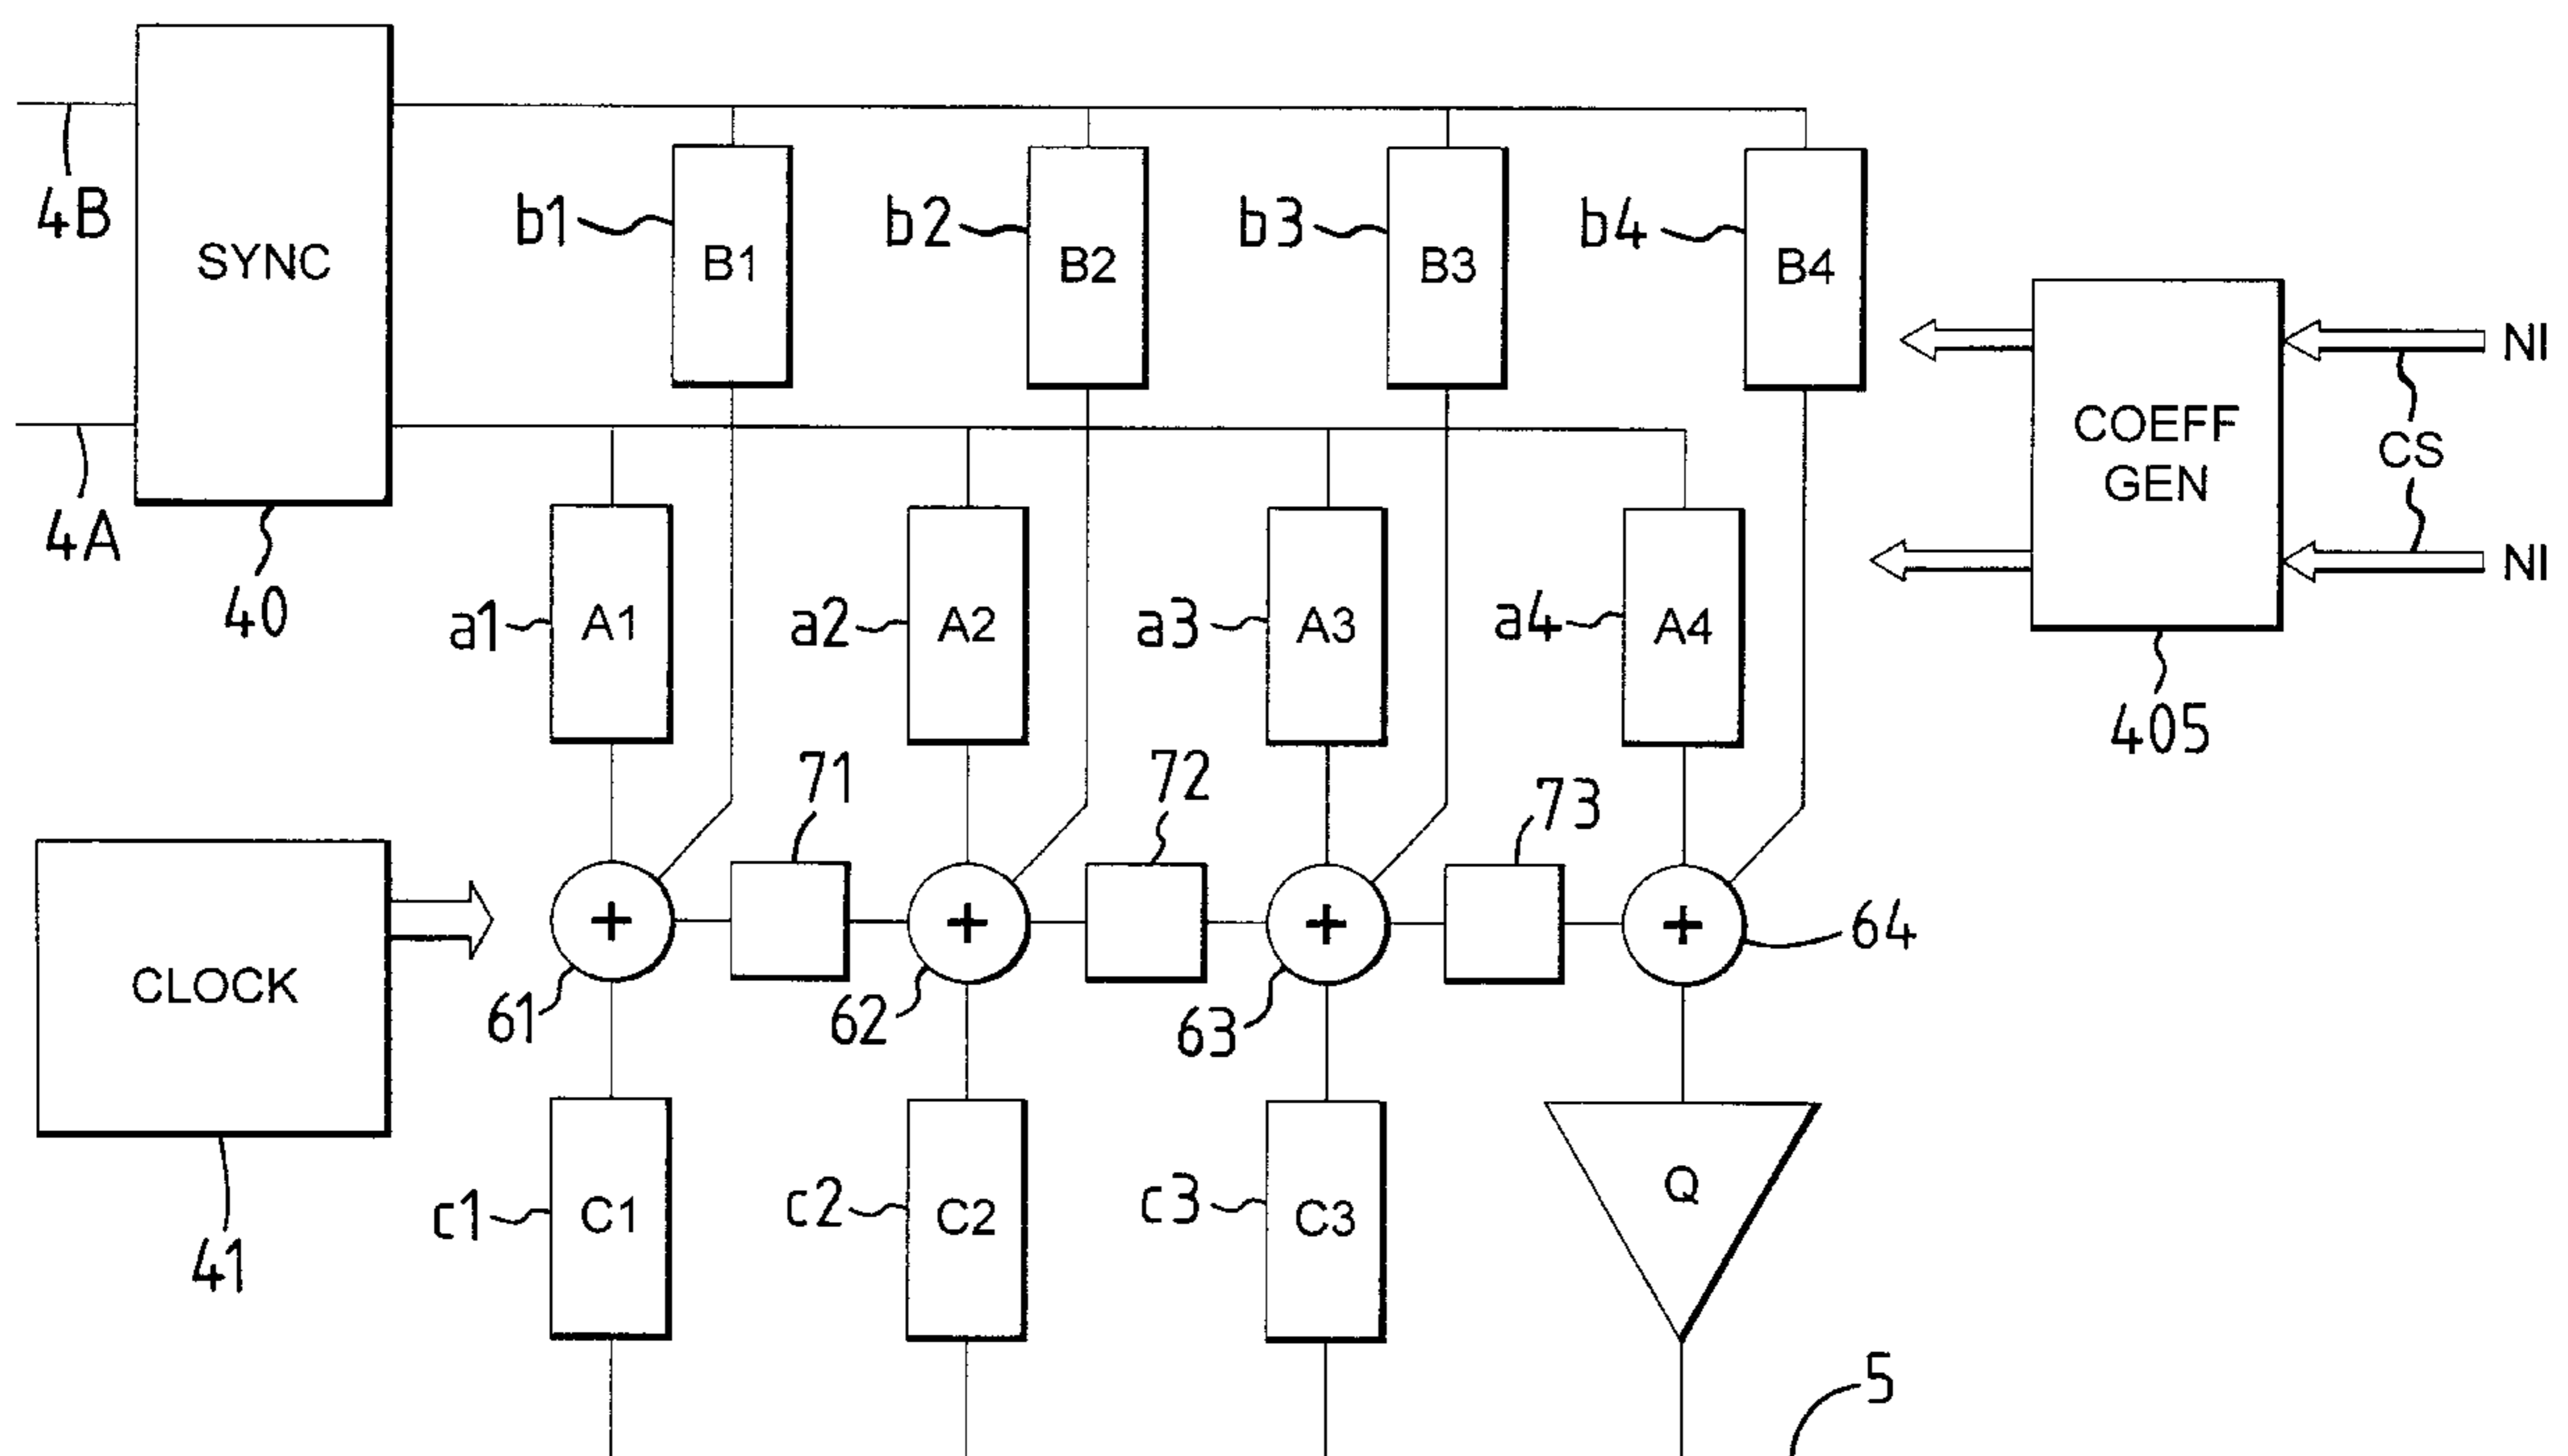 4B
SYNC
b1
B1
b2
B2
b3
B3
b4
B4
NI
COEFF
GEN
CS
4A
40
a1
A1
a2
A2
a3
A3
a4
A4
NI
405
71
72
73
CLOCK
+
+
+
+
61
62
63
64
41
c1
C1
c2
C2
c3
C3
Q
5